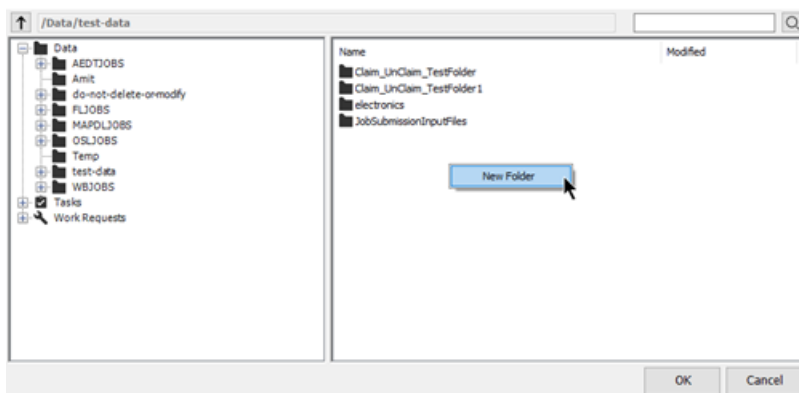 /Data/test-data
Data
AEDTJOBS
Amit
do-not-delete-or-modify
FLJOBS
MAPDLJOBS
OSLJOBS
Temp
test-data
WBJOBS
Tasks
Work Requests
Name Modified
Claim_UnClaim_TestFolder
Claim_UnClaim_TestFolder1
electronics
JobSubmissionInputFiles
New Folder
OK Cancel